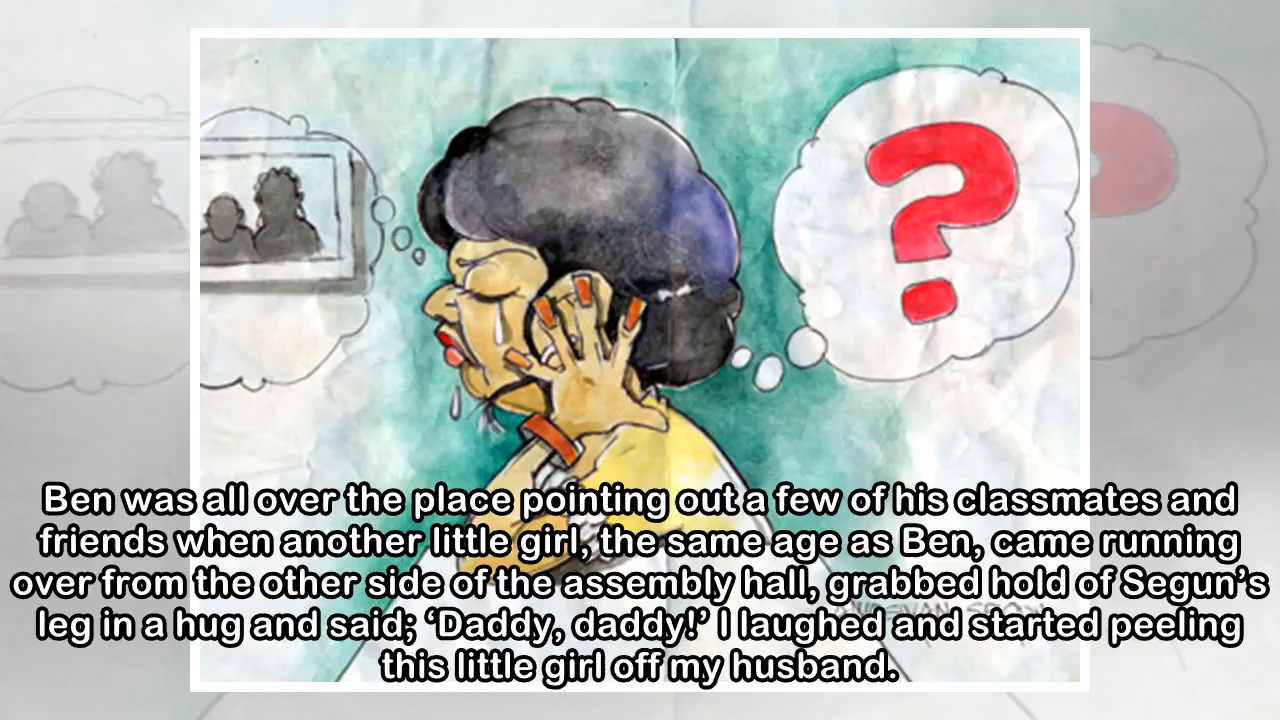 ?
Ben was all over the place pointing out a few of his classmates and
friends when another little girl, the same age as Ben, came running
over from the other side of the assembly hall, grabbed hold of Segun’s
leg in a hug and said; ‘Daddy, daddy!’ I laughed and started peeling
this little girl off my husband.